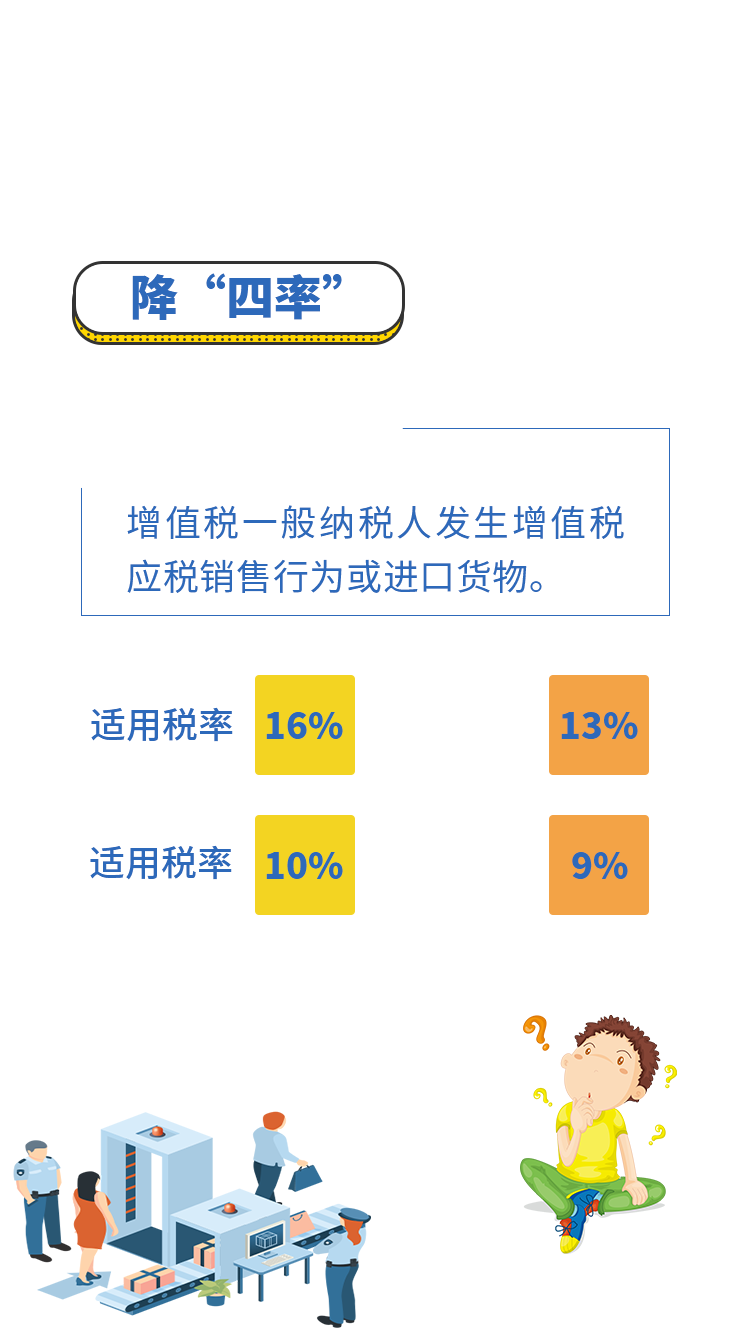 降“四率”
增值税一般纳税人发生增值税
应税销售行为或进口货物。
适用税率 16% 13%
适用税率 10% 9%